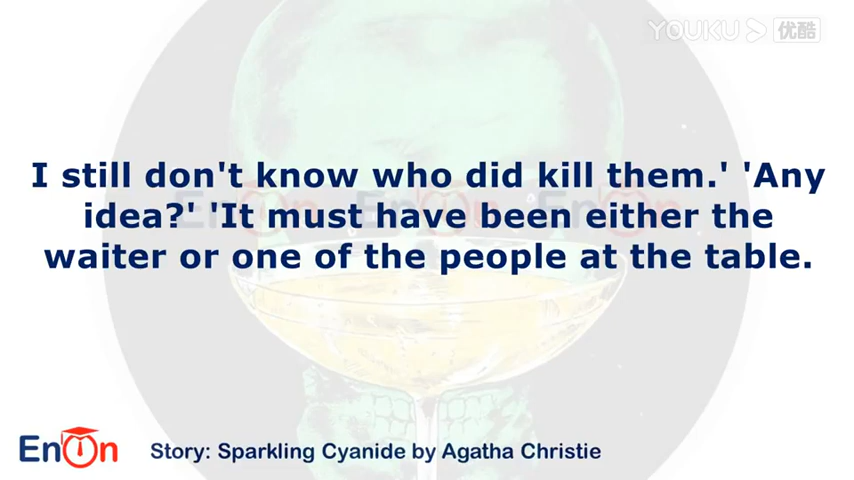 YOUKU 优酷
I still don't know who did kill them.' 'Any
idea?' 'It must have been either the
waiter or one of the people at the table.
EnOn
Story: Sparkling Cyanide by Agatha Christie